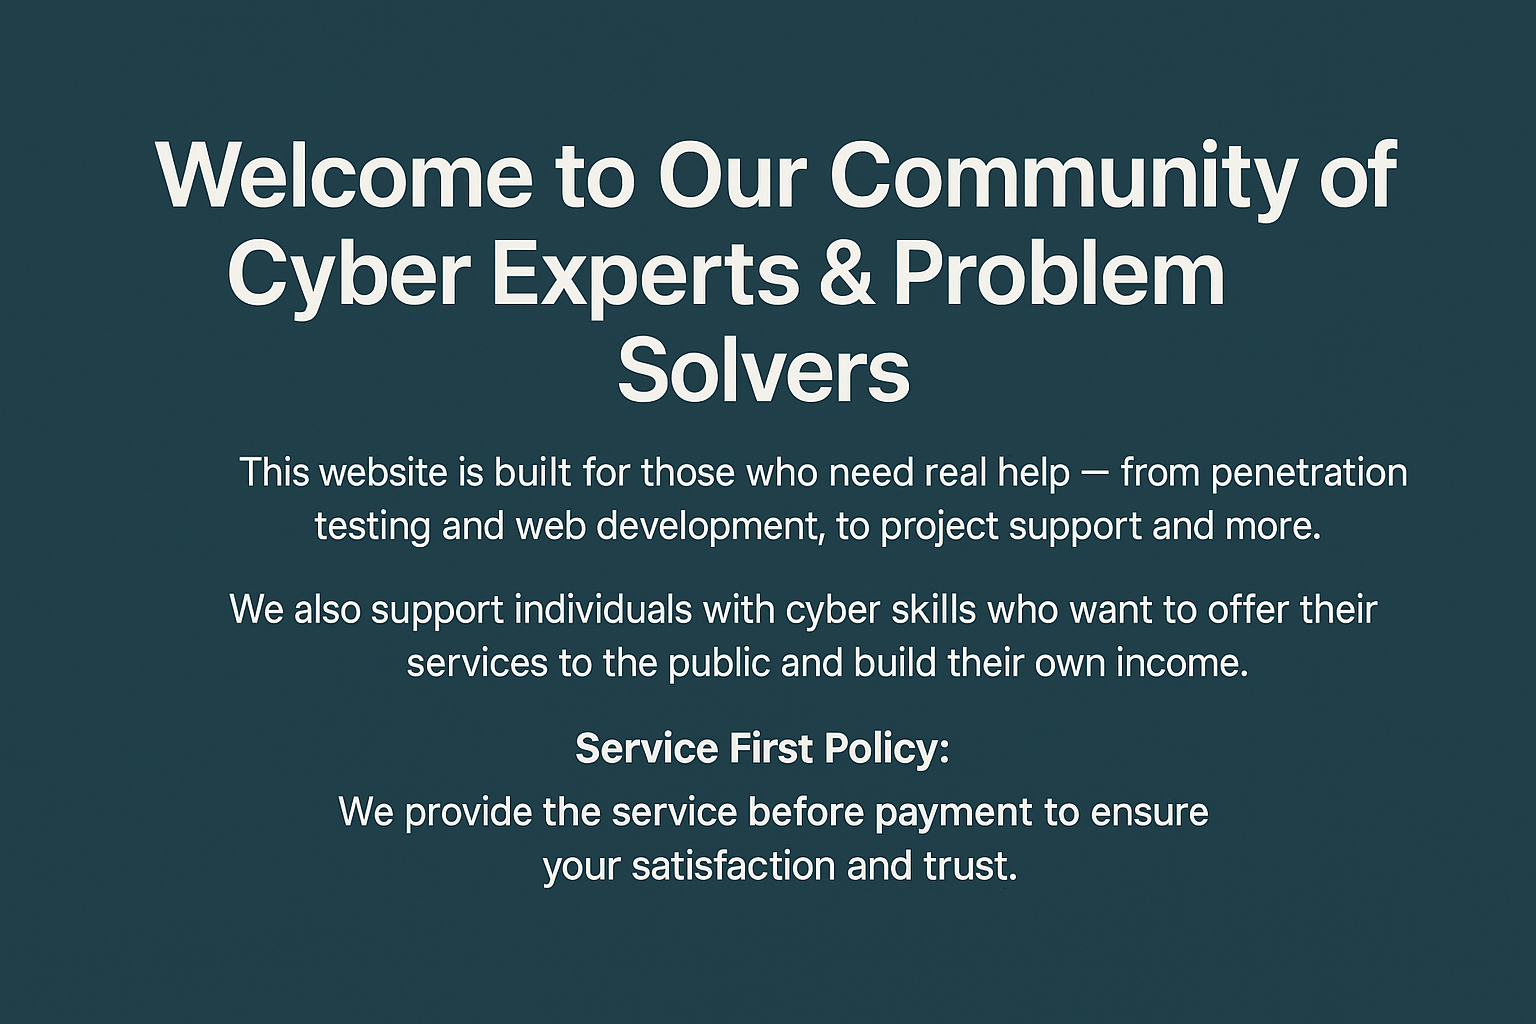 Welcome to Our Community of
Cyber Experts & Problem
Solvers
This website is built for those who need real help — from penetration
testing and web development, to project support and more.
We also support individuals with cyber skills who want to offer their
services to the public and build their own income.
Service First Policy:
We provide the service before payment to ensure
your satisfaction and trust.